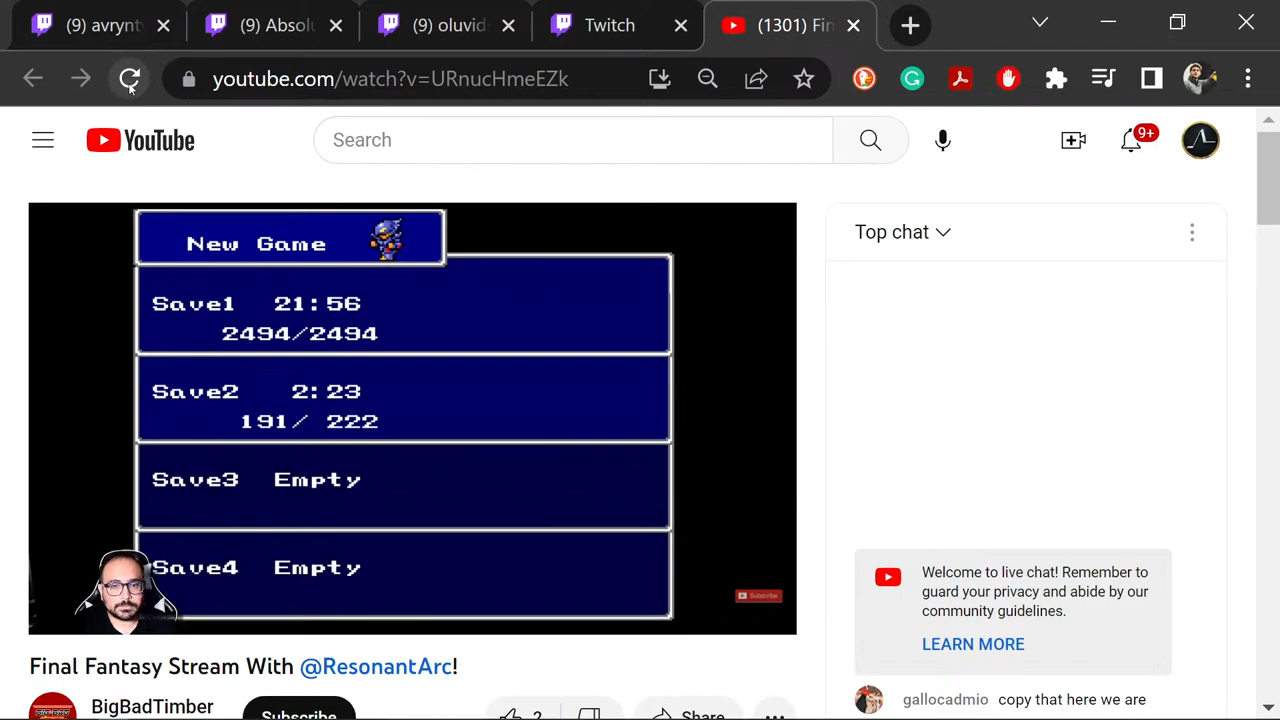 (9) avrynt
(9) Absol
(9) oluvid
Twitch
(1301) Fin
youtube.com/watch?v=URnucHmeEZk
YouTube
Search
9+
New Game
Save1 21:56
2494/2494
Save2 2:23
191/ 222
Save3 Empty
Save4 Empty
Subscribe
Final Fantasy Stream With @ResonantArc!
BigBadTimber
Subscribe
2
Share
Top chat
Welcome to live chat! Remember to
guard your privacy and abide by our
community guidelines.
LEARN MORE
gallocadmio copy that here we are